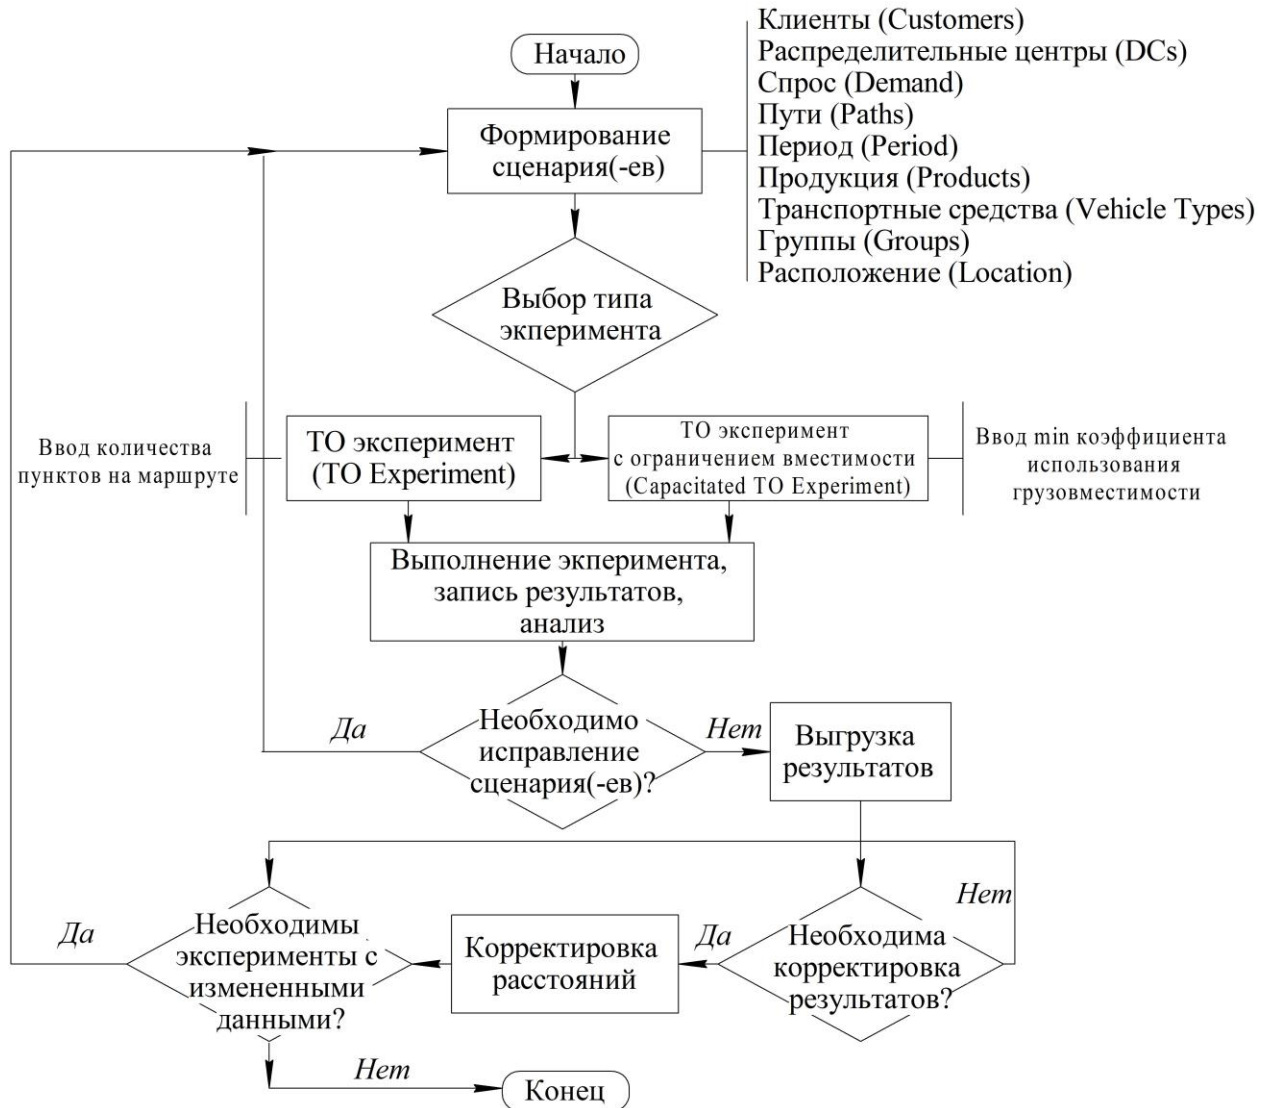 Начало
Клиенты (Customers)
Распределительные центры (DCs)
Спрос (Demand)
Пути (Paths)
Период (Period)
Продукция (Products)
Транспортные средства (Vehicle Types)
Группы (Groups)
Расположение (Location)
Формирование
сценария(-ев)
Выбор типа
экперимента
Ввод количества
пунктов на маршруте
ТО эксперимент
(TO Experiment)
ТО эксперимент
с ограничением вместимости
(Capacitated TO Experiment)
Ввод min коэффициента
использования
грузовместимости
Выполнение экперимента,
запись результатов,
анализ
Да
Необходимо
исправление
сценария(-ев)?
Нет
Выгрузка
результатов
Да
Необходимы
эксперименты с
измененными
данными?
Корректировка
расстояний
Да
Необходима
корректировка
результатов?
Нет
Нет
Конец